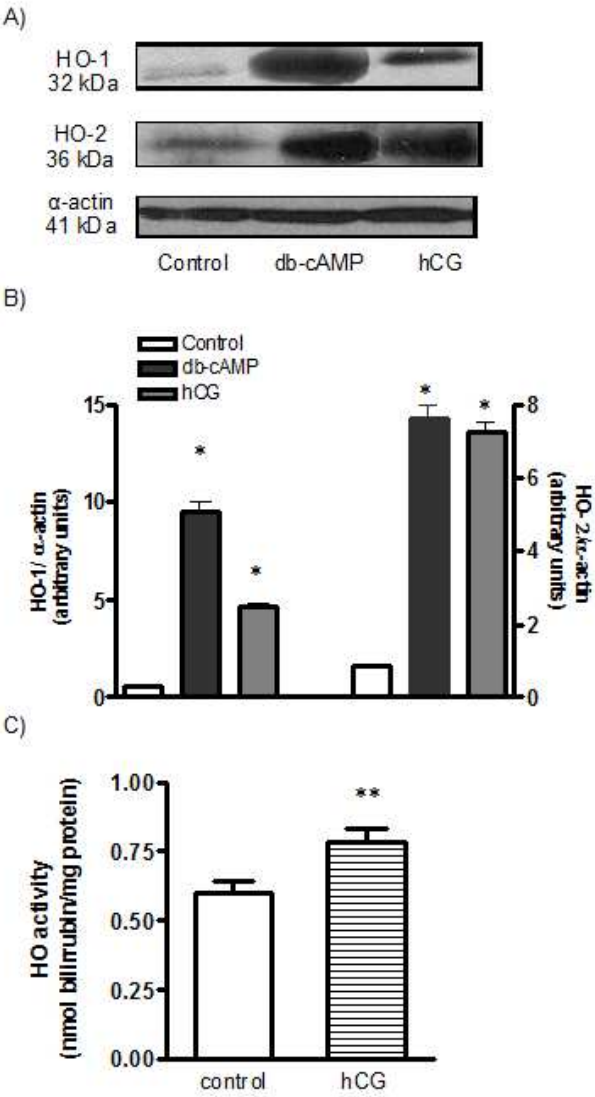 A)
HO-1
32 kDa
HO-2
36 kDa
α-actin
41 kDa
Control db-cAMP hCG
B)
Control
db-cAMP
hCG
15
10
5
0
HO-1/ α-actin
(arbitrary units)
*
*
*
*
8
6
4
2
0
HO-2/α-actin
(arbitrary units)
C)
1.00
0.75
0.50
0.25
0.00
HO activity
(nmol bilirrubin/mg protein)
**
control hCG